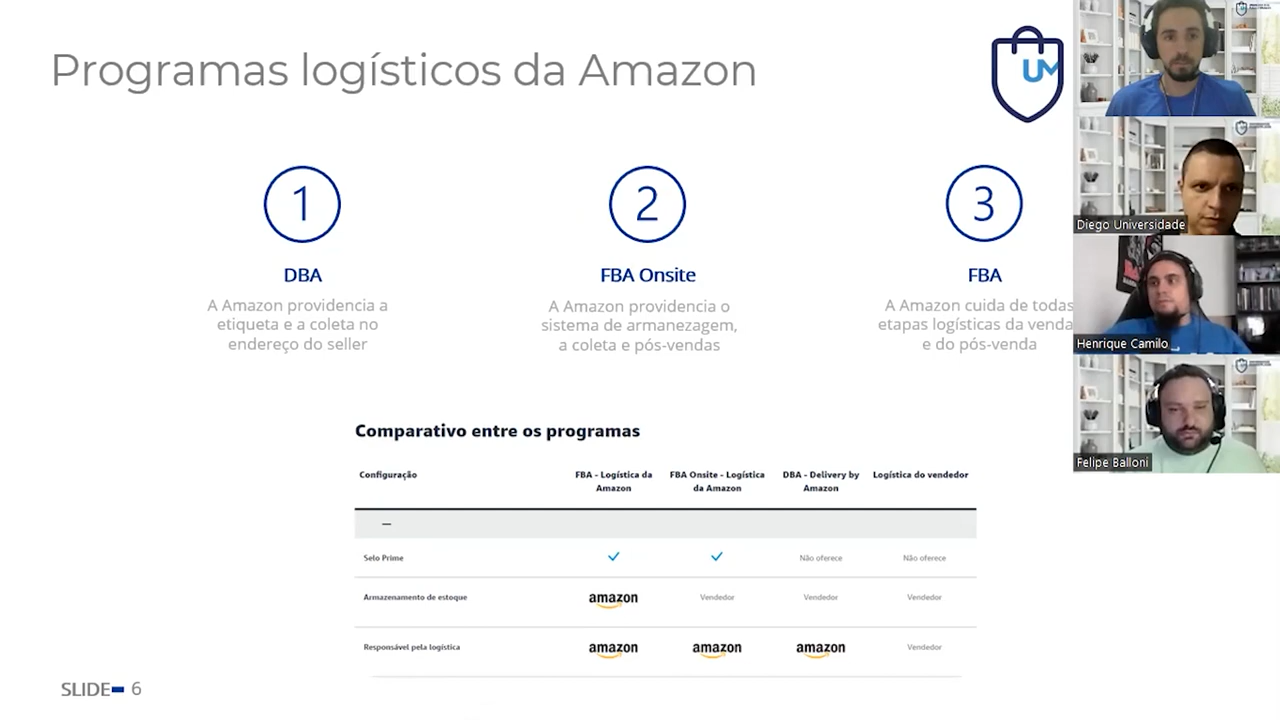 Programas logísticos da Amazon
UM
1
DBA
A Amazon providencia a
etiqueta e a coleta no
endereço do seller
2
FBA Onsite
A Amazon providencia o
sistema de armanezagem,
a coleta e pós-vendas
3
FBA
A Amazon cuida de todas
etapas logísticas da venda
e do pós-venda
Comparativo entre os programas
Configuração
FBA - Logística da
Amazon
FBA Onsite - Logística
da Amazon
DBA - Delivery by
Amazon
Logística do vendedor
Selo Prime
Não oferece
Não oferece
Armazenamento de estoque
amazon
Vendedor
Vendedor
Vendedor
Responsável pela logística
amazon
amazon
amazon
Vendedor
SLIDE 6
Diego Universidade
Henrique Camilo
Felipe Balloni